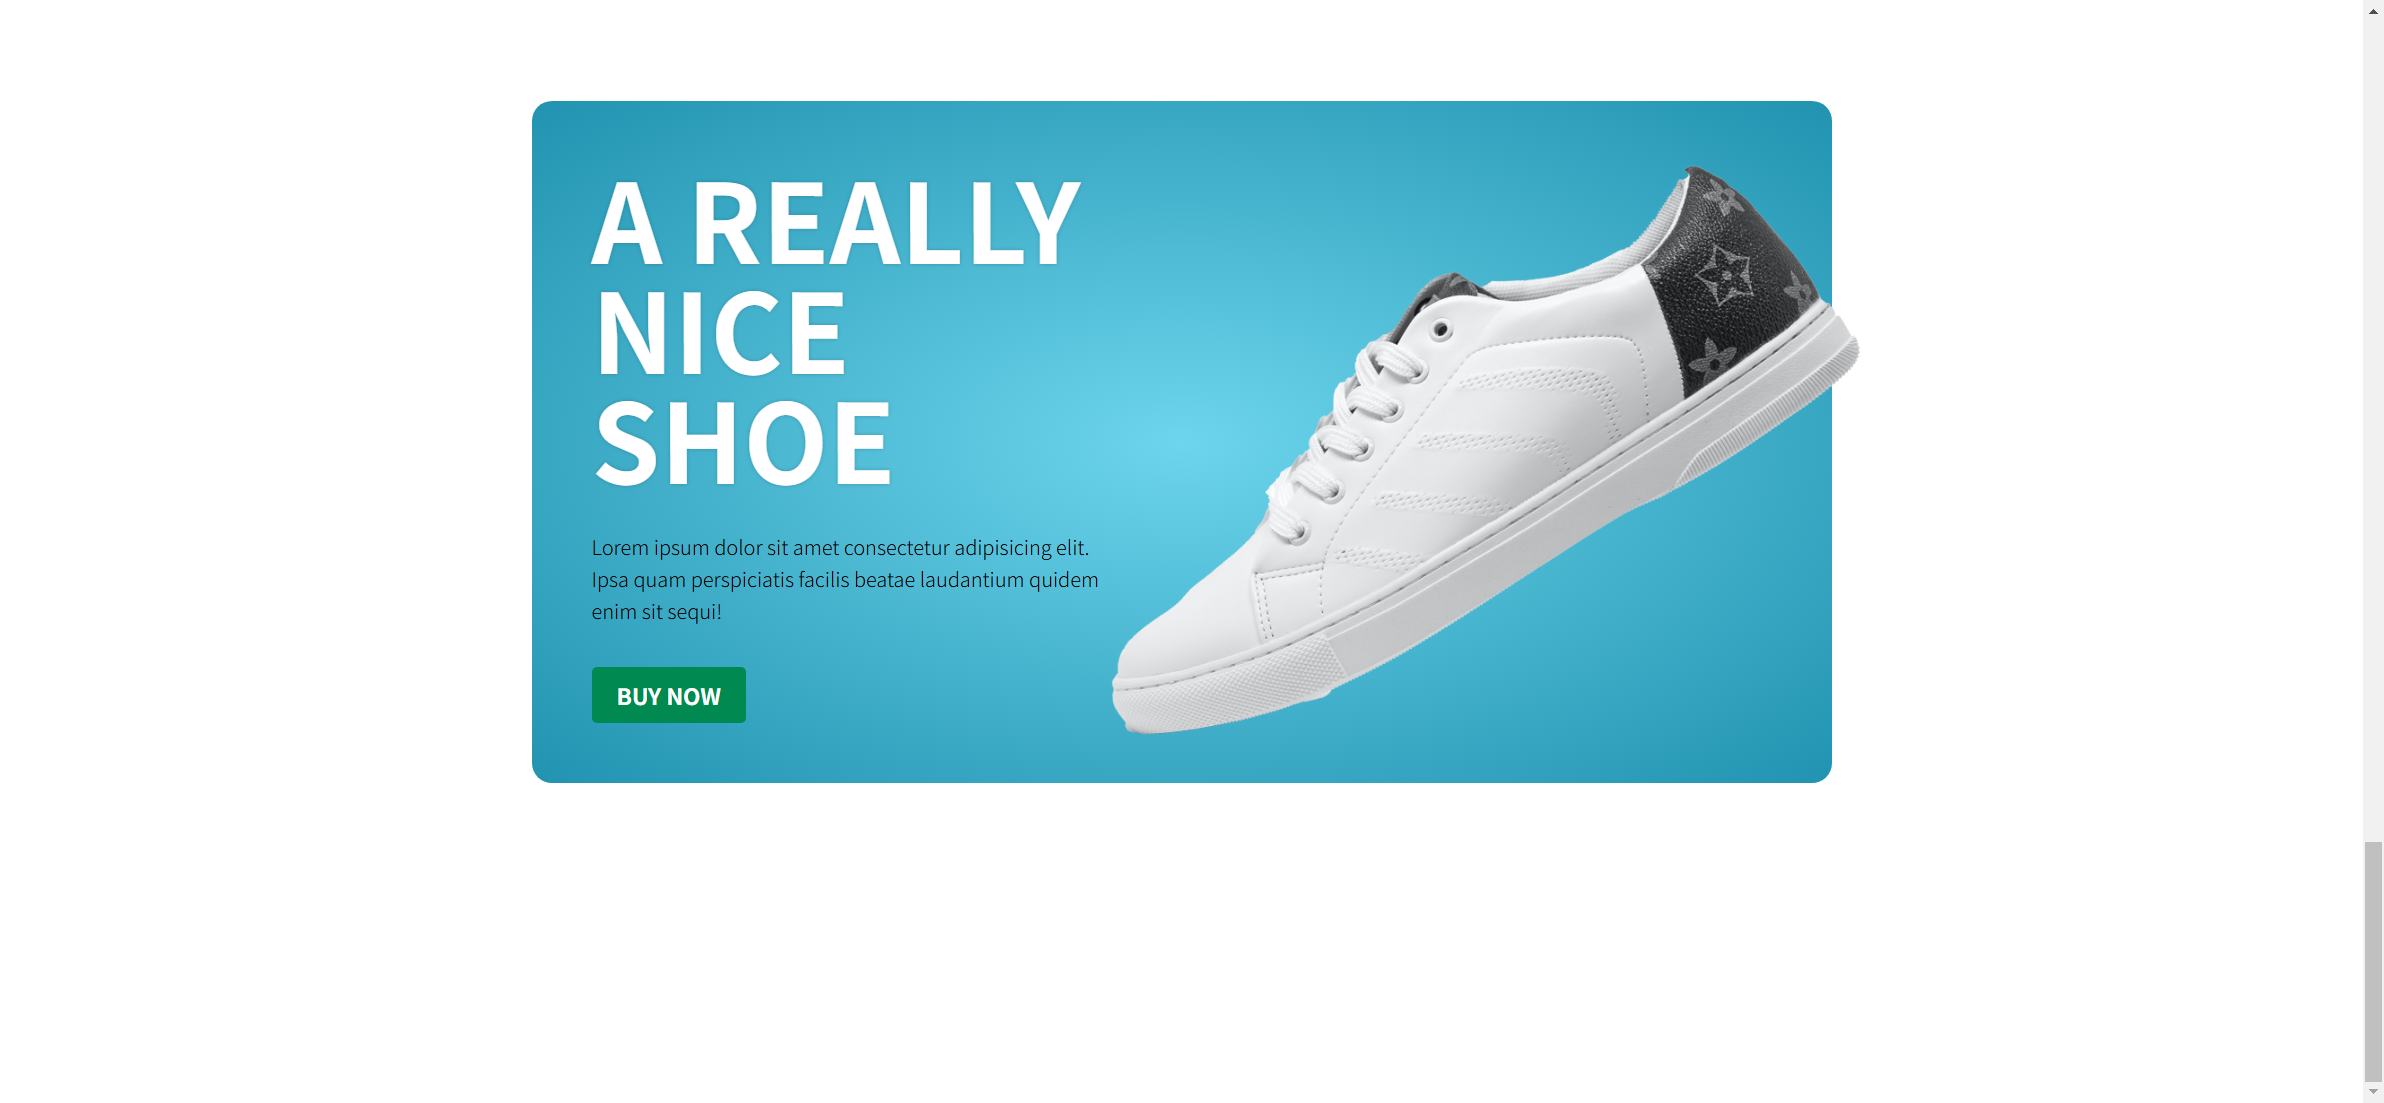 A REALLY
NICE
SHOE
Lorem ipsum dolor sit amet consectetur adipisicing elit.
Ipsa quam perspiciatis facilis beatae laudantium quidem
enim sit sequi!
BUY NOW